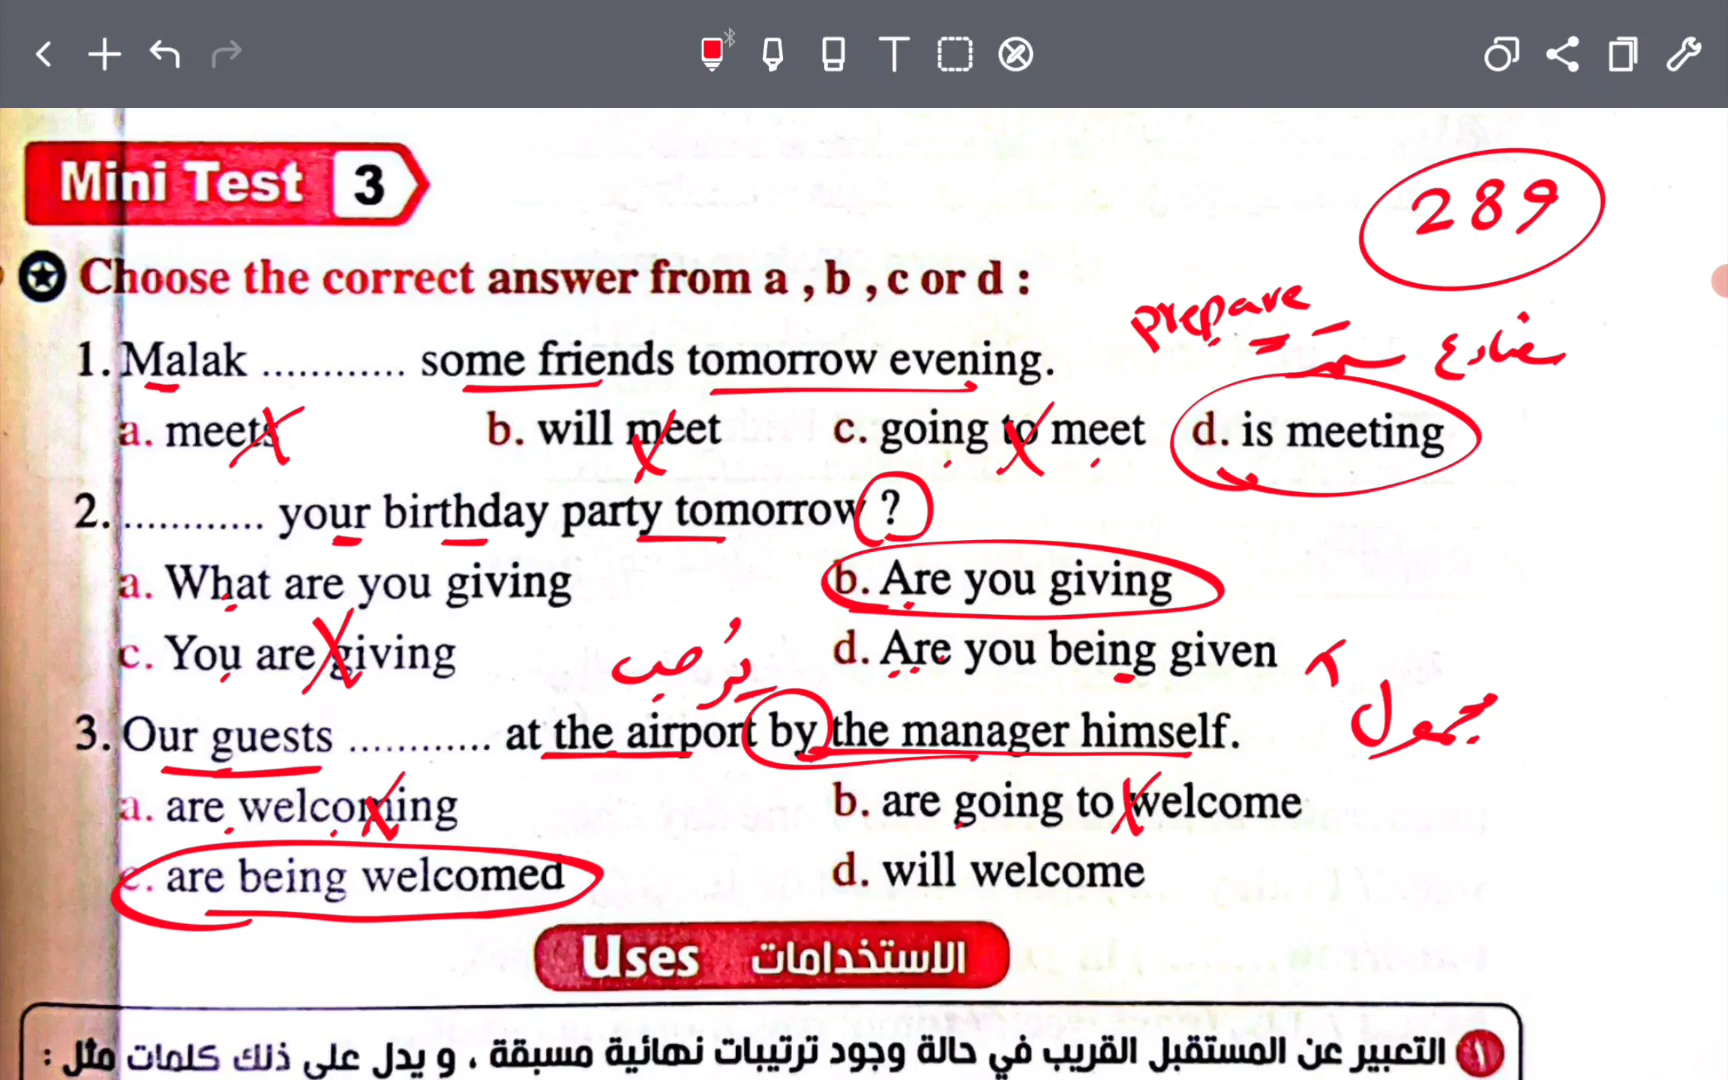 Mini Test 3
289
Choose the correct answer from a , b , c or d :
prepare
مضارع مستمر
1. Malak ............ some friends tomorrow evening.
a. meets b. will meet c. going to meet d. is meeting
2. ............ your birthday party tomorrow ?
a. What are you giving b. Are you giving
c. You are giving d. Are you being given
يُرحب
مجهول
3. Our guests ............ at the airport by the manager himself.
a. are welcoming b. are going to welcome
c. are being welcomed d. will welcome
Uses الاستخدامات
١ التعبير عن المستقبل القريب في حالة وجود ترتيبات نهائية مسبقة ، و يدل على ذلك كلمات مثل :